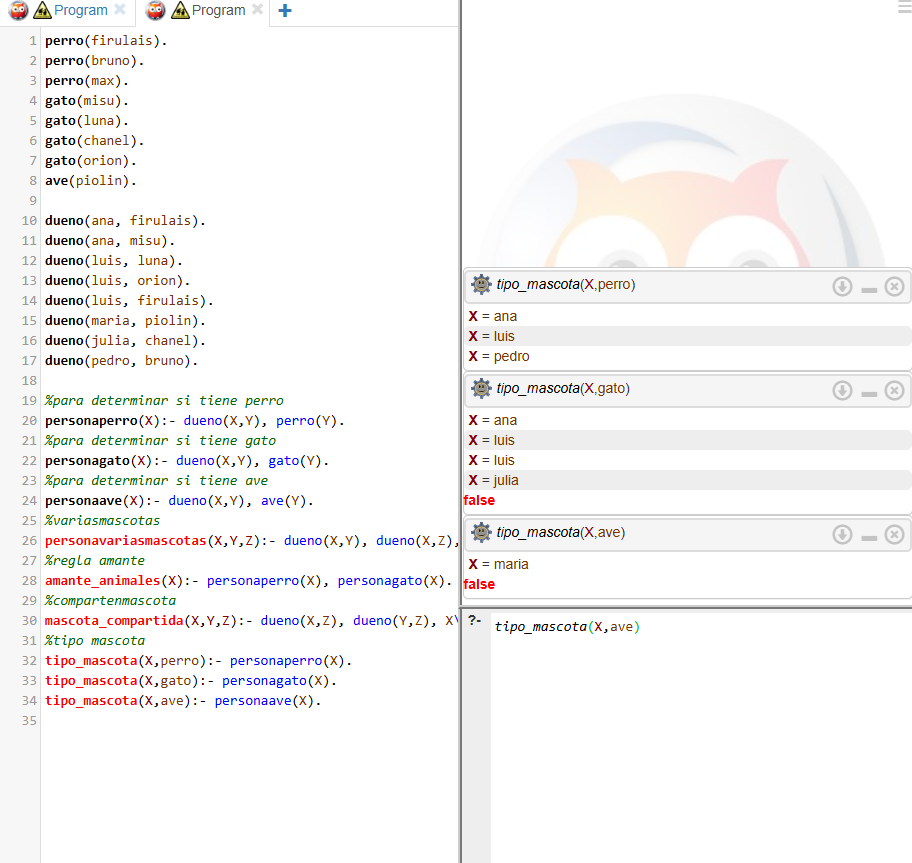 Program
Program
1 perro(firulais).
2 perro(bruno).
3 perro(max).
4 gato(misu).
5 gato(luna).
6 gato(chanel).
7 gato(orion).
8 ave(piolin).
9
10 dueno(ana, firulais).
11 dueno(ana, misu).
12 dueno(luis, luna).
13 dueno(luis, orion).
14 dueno(luis, firulais).
15 dueno(maria, piolin).
16 dueno(julia, chanel).
17 dueno(pedro, bruno).
18
19 %para determinar si tiene perro
20 personaperro(X):- dueno(X,Y), perro(Y).
21 %para determinar si tiene gato
22 personagato(X):- dueno(X,Y), gato(Y).
23 %para determinar si tiene ave
24 personaave(X):- dueno(X,Y), ave(Y).
25 %variasmascotas
26 personavariasmascotas(X,Y,Z):- dueno(X,Y), dueno(X,Z),
27 %regla amante
28 amante_animales(X):- personaperro(X), personagato(X).
29 %compartenmascota
30 mascota_compartida(X,Y,Z):- dueno(X,Z), dueno(Y,Z), X\
31 %tipo mascota
32 tipo_mascota(X,perro):- personaperro(X).
33 tipo_mascota(X,gato):- personagato(X).
34 tipo_mascota(X,ave):- personaave(X).
35
tipo_mascota(X,perro)
X = ana
X = luis
X = pedro
tipo_mascota(X,gato)
X = ana
X = luis
X = luis
X = julia
false
tipo_mascota(X,ave)
X = maria
false
?- tipo_mascota(X,ave)